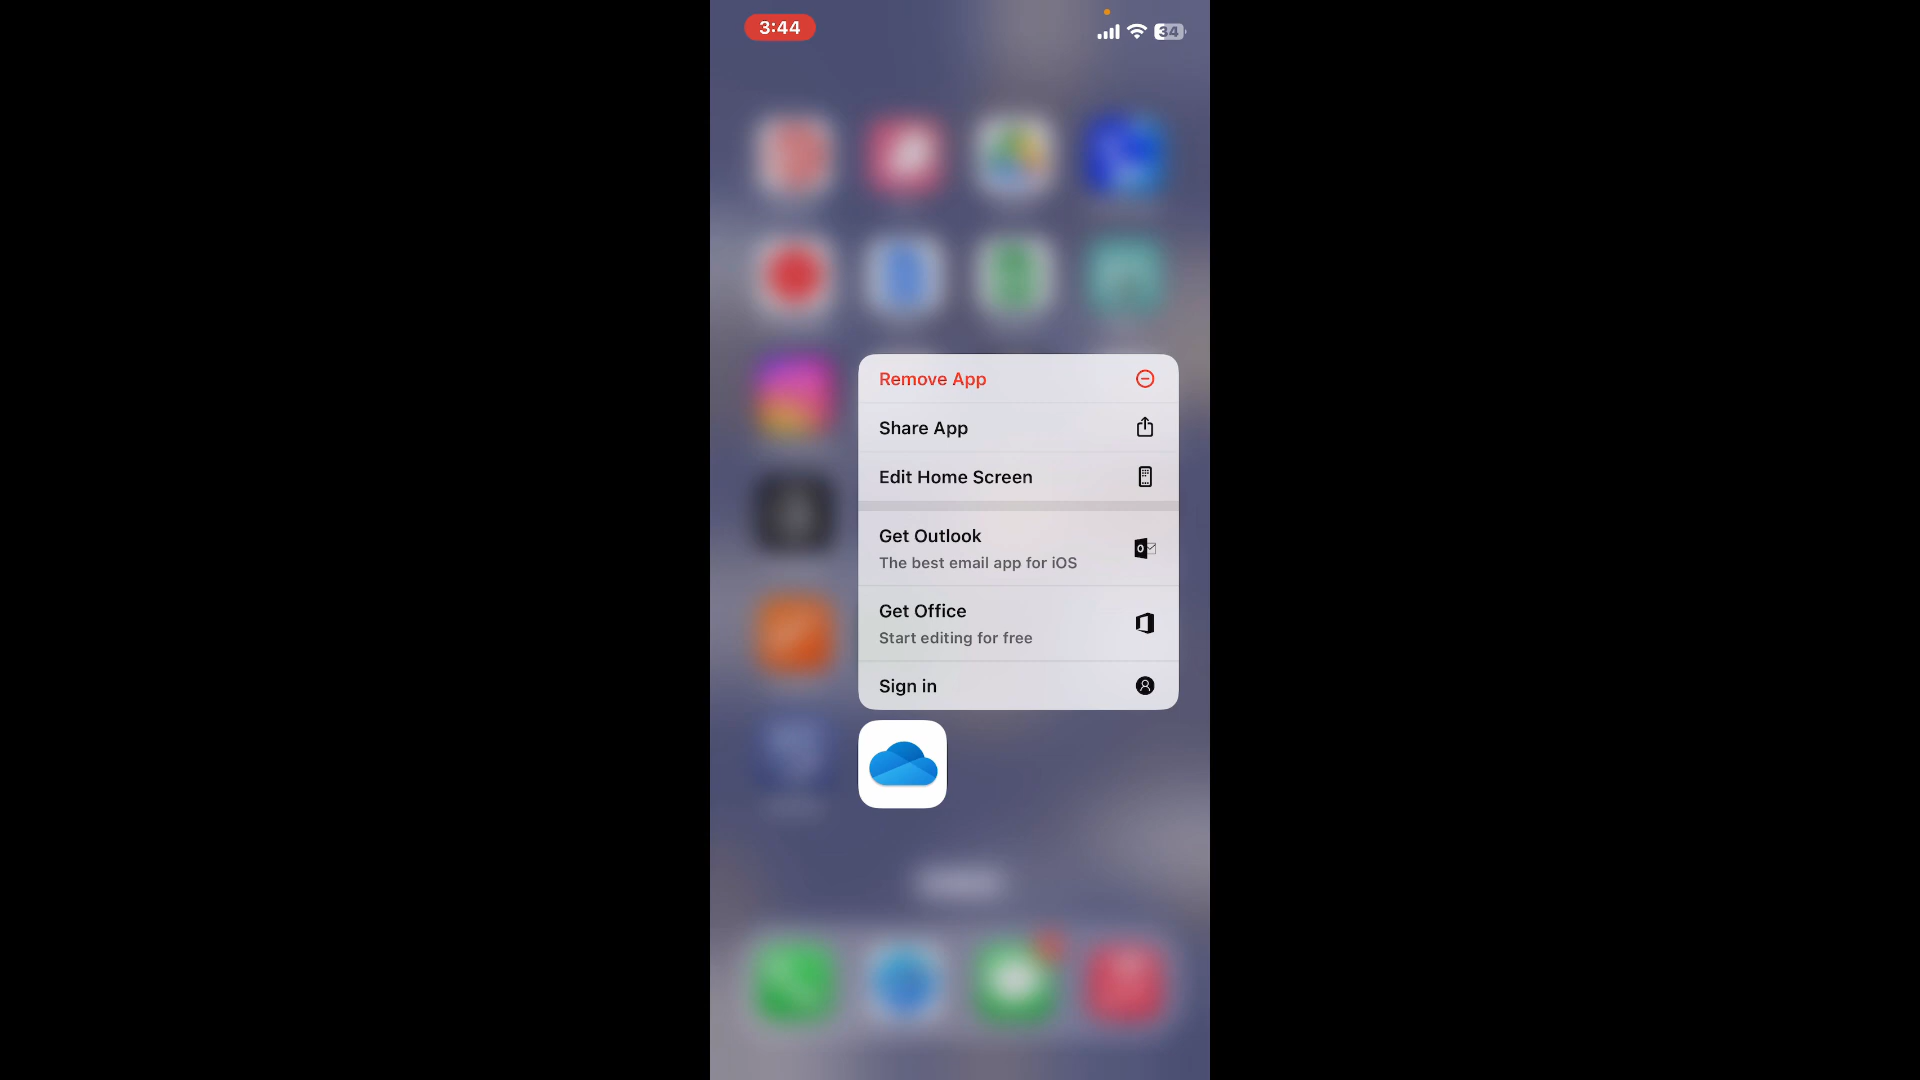 3:44
34
Remove App
Share App
Edit Home Screen
Get Outlook
The best email app for iOS
Get Office
Start editing for free
Sign in